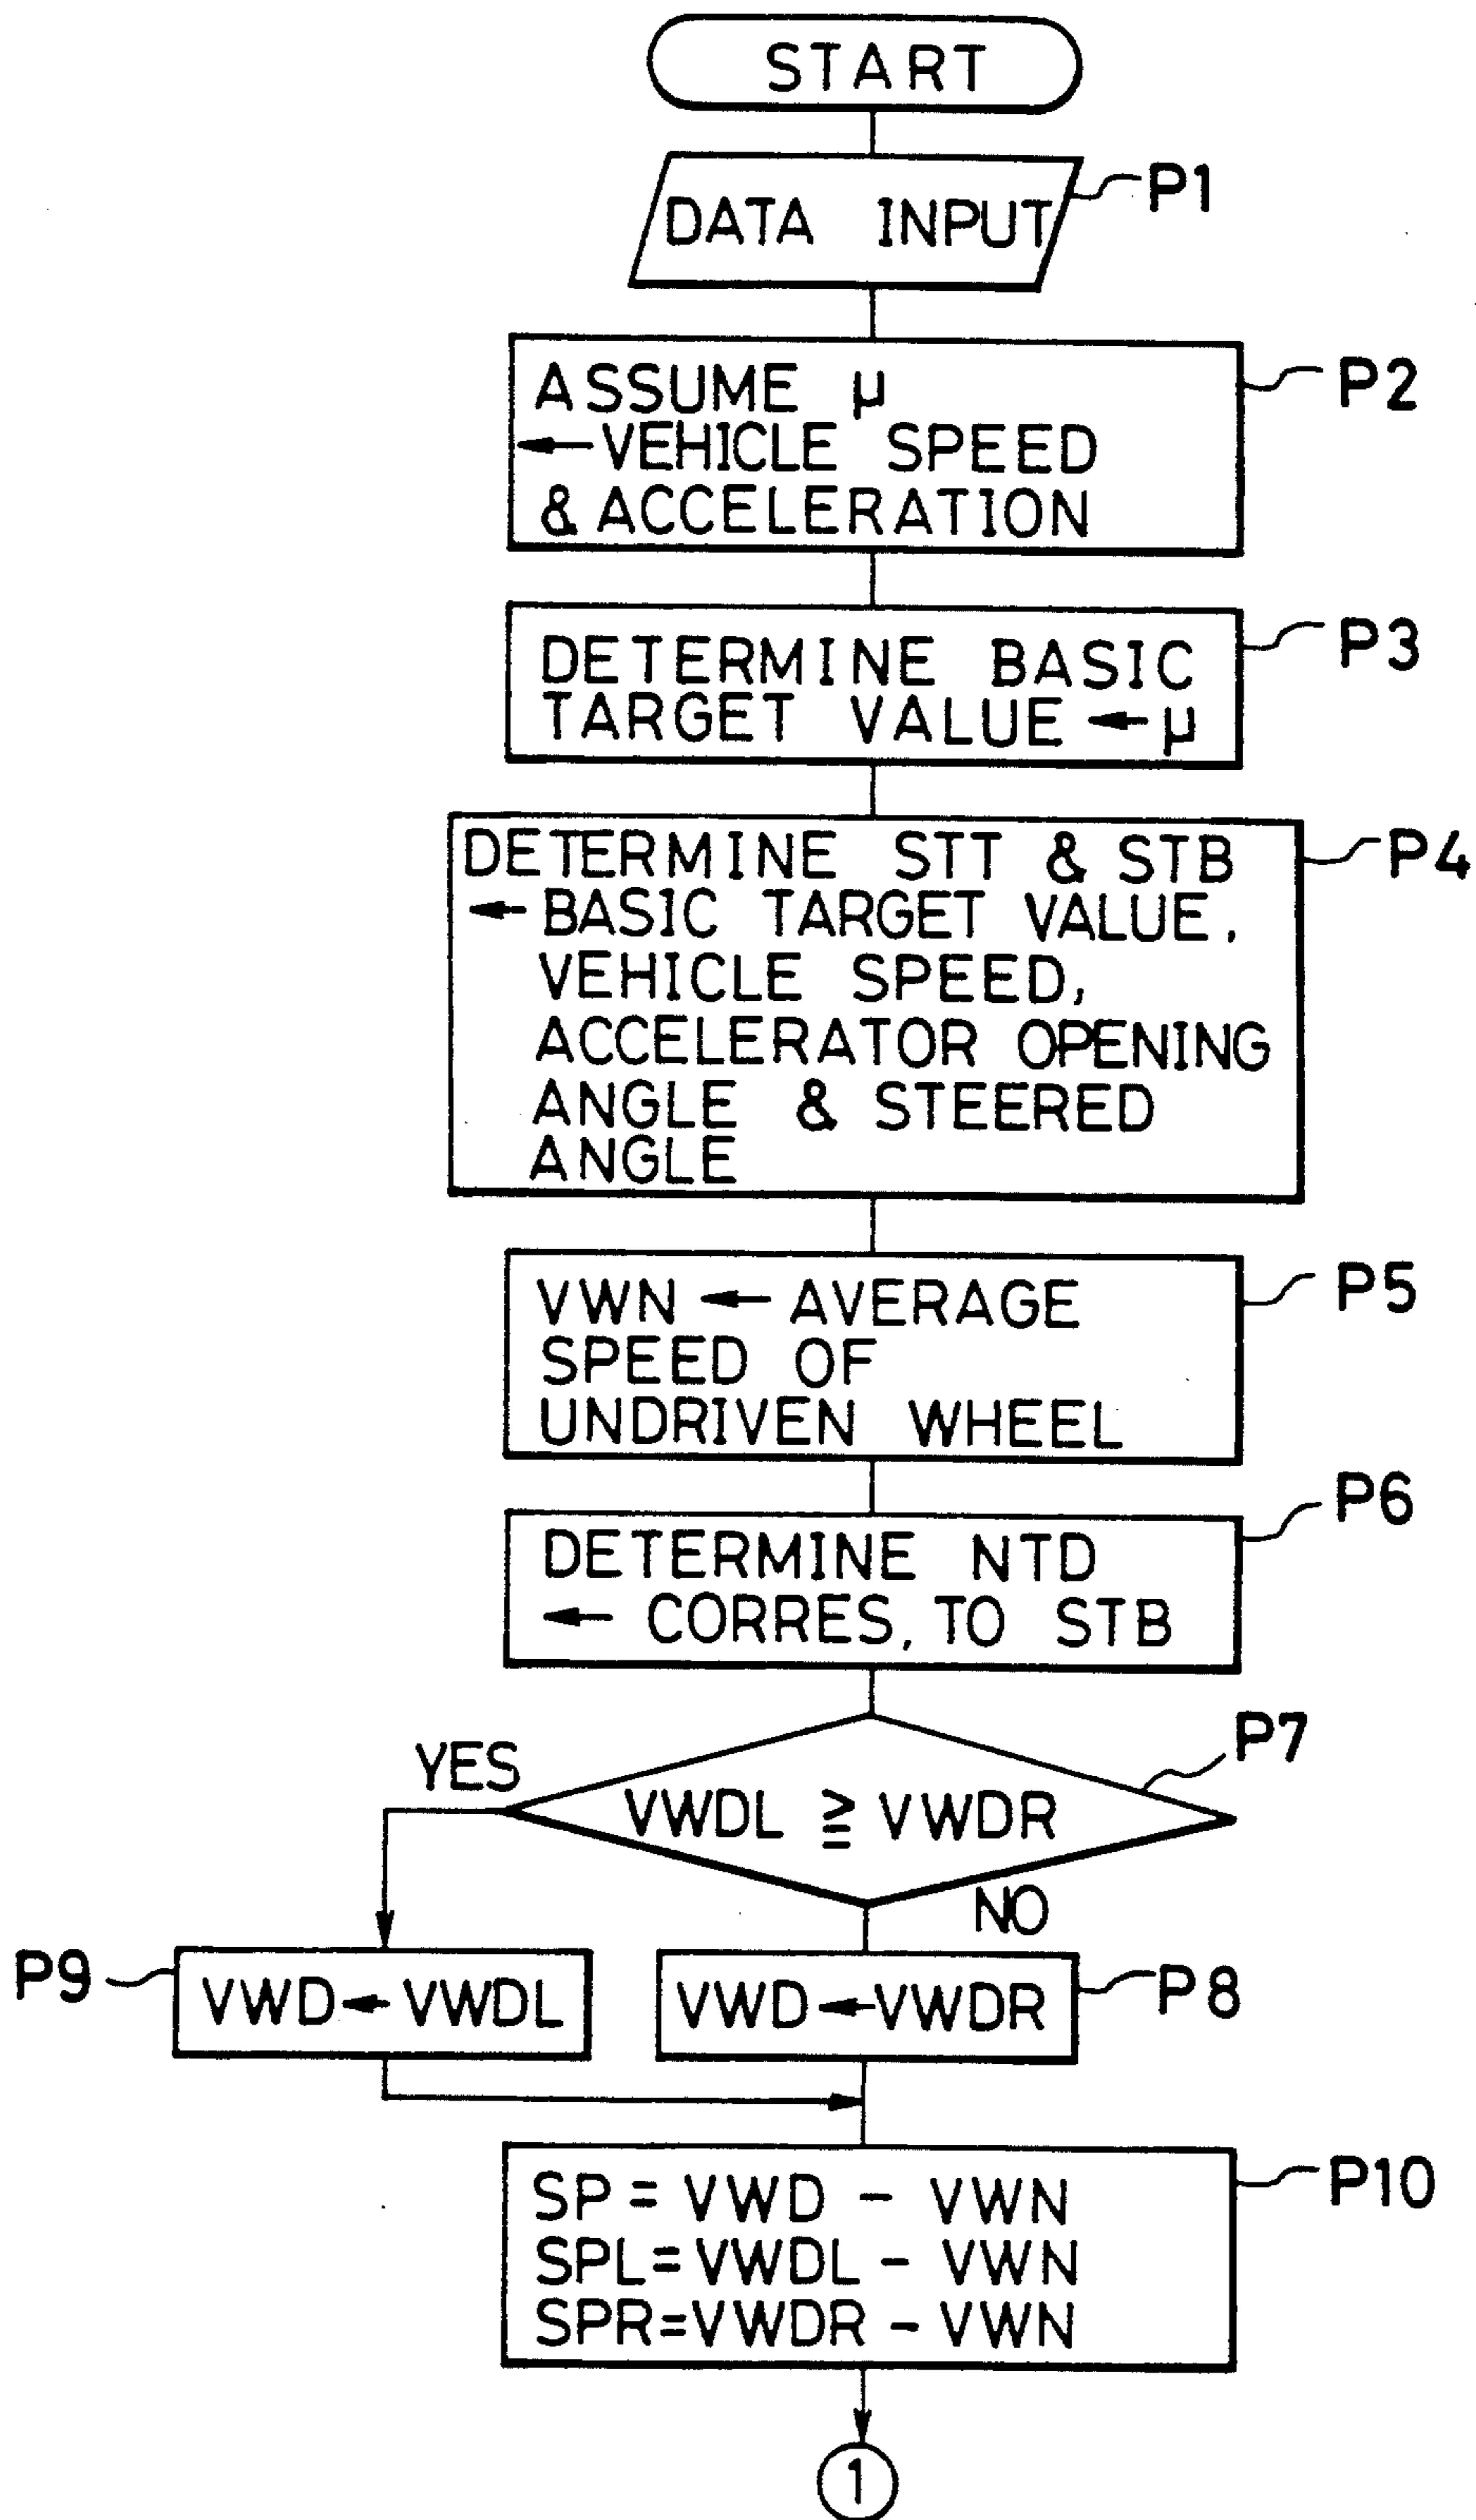 START
DATA INPUT
P1
ASSUME μ
← VEHICLE SPEED
& ACCELERATION
P2
DETERMINE BASIC
TARGET VALUE ← μ
P3
DETERMINE STT & STB
← BASIC TARGET VALUE,
VEHICLE SPEED,
ACCELERATOR OPENING
ANGLE & STEERED
ANGLE
P4
VWN ← AVERAGE
SPEED OF
UNDRIVEN WHEEL
P5
DETERMINE NTD
← CORRES, TO STB
P6
YES
VWDL ≧ VWDR
P7
NO
P9
VWD ← VWDL
VWD ← VWDR
P8
SP = VWD - VWN
SPL = VWDL - VWN
SPR = VWDR - VWN
P10
1